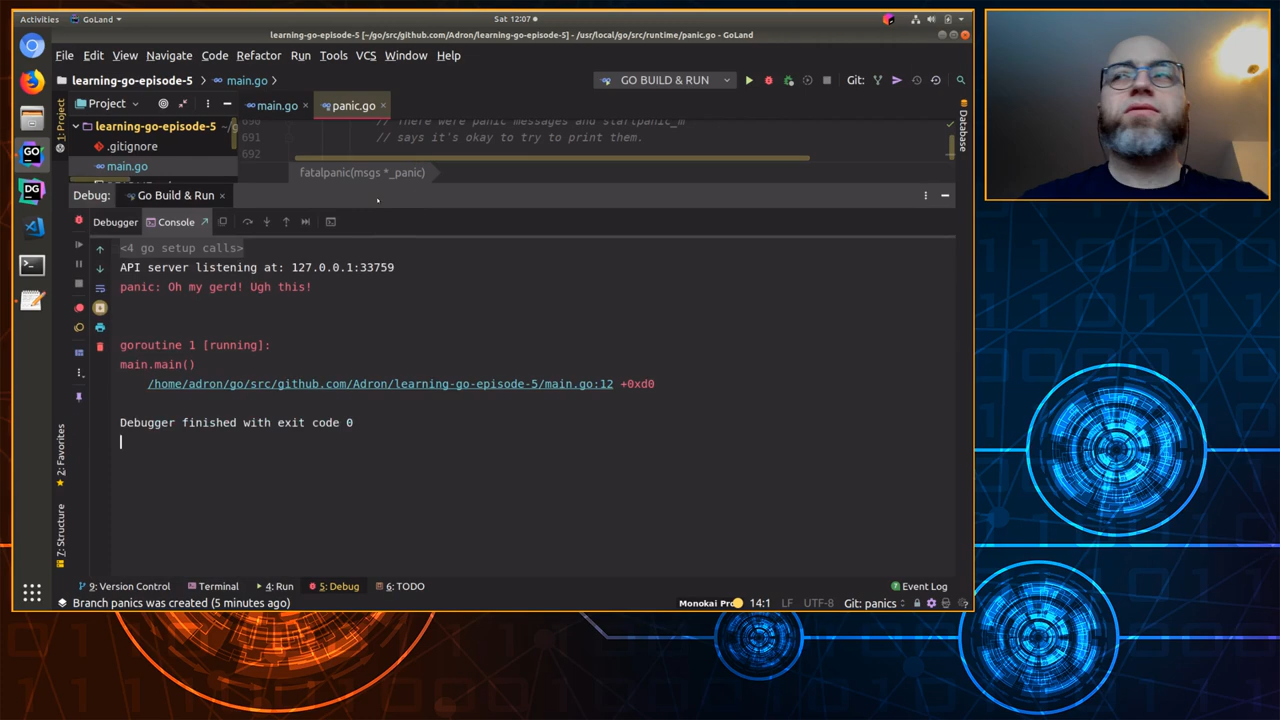 Activities GoLand Sat 12:07
learning-go-episode-5 [~/go/src/github.com/Adron/learning-go-episode-5] - /usr/local/go/src/runtime/panic.go - GoLand
File Edit View Navigate Code Refactor Run Tools VCS Window Help
learning-go-episode-5 main.go GO BUILD & RUN Git:
1: Project
Project main.go panic.go
Database
learning-go-episode-5
.gitignore
main.go
690 // There were panic messages and startpanic_m
691 // says it's okay to try to print them.
692
fatalpanic(msgs *_panic)
Debug: Go Build & Run
Debugger Console
<4 go setup calls>
API server listening at: 127.0.0.1:33759
panic: Oh my gerd! Ugh this!
goroutine 1 [running]:
main.main()
/home/adron/go/src/github.com/Adron/learning-go-episode-5/main.go:12 +0xd0
Debugger finished with exit code 0
2: Favorites
7: Structure
9: Version Control Terminal 4: Run 5: Debug 6: TODO Event Log
Branch panics was created (5 minutes ago) Monokai Pro 14:1 LF UTF-8 Git: panics